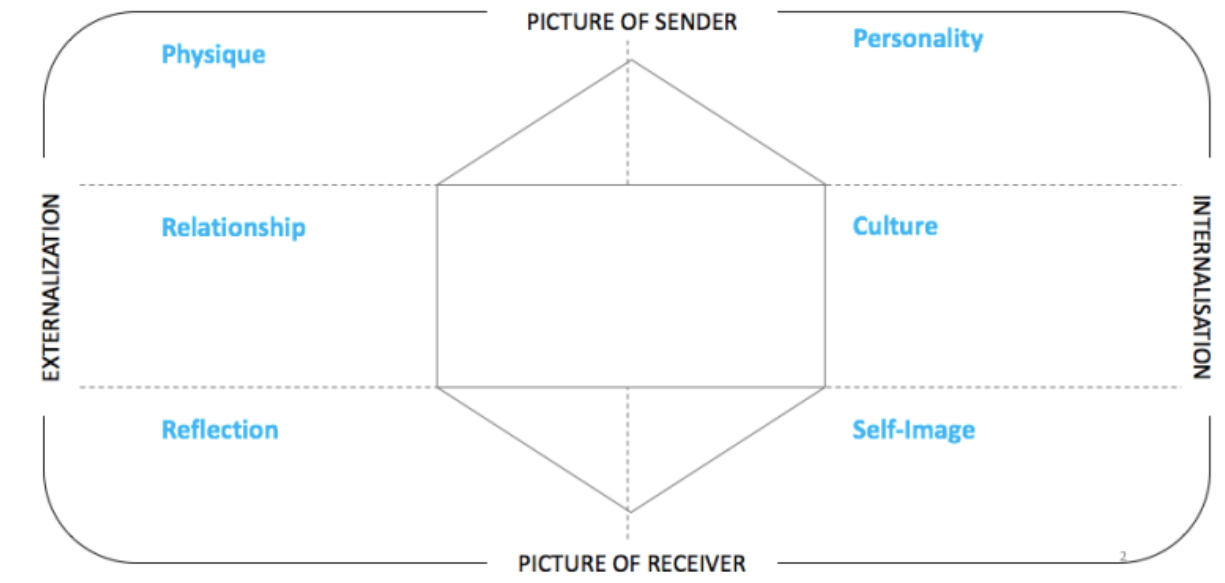 PICTURE OF SENDER
Physique
Personality
EXTERNALIZATION
Relationship
Culture
INTERNALISATION
Reflection
Self-Image
PICTURE OF RECEIVER
2